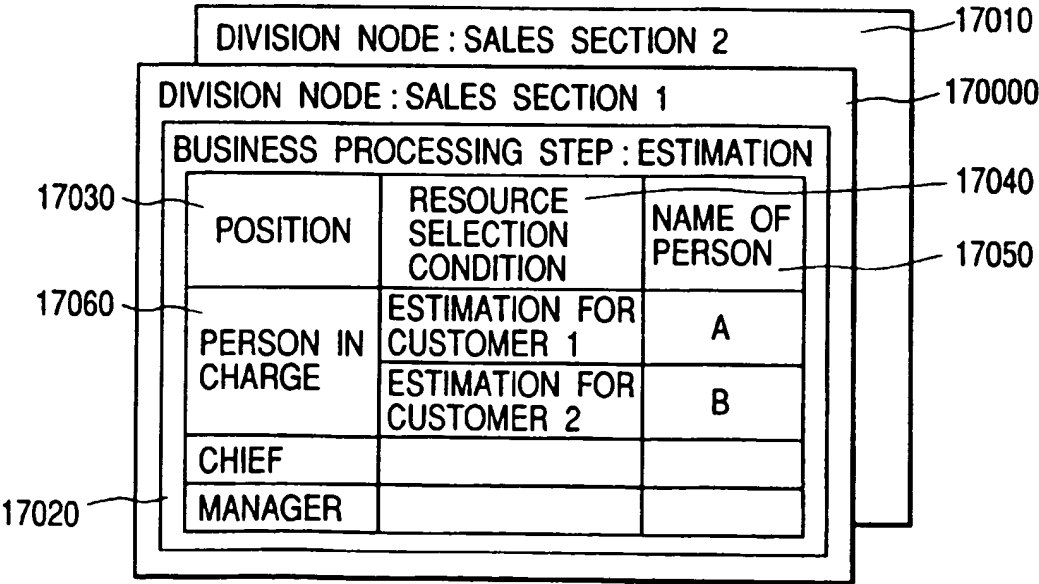 DIVISION NODE : SALES SECTION 2
17010
DIVISION NODE : SALES SECTION 1
170000
BUSINESS PROCESSING STEP : ESTIMATION
17030
POSITION
RESOURCE
SELECTION
CONDITION
17040
NAME OF
PERSON
17050
17060
PERSON IN
CHARGE
ESTIMATION FOR
CUSTOMER 1
A
ESTIMATION FOR
CUSTOMER 2
B
CHIEF
17020
MANAGER